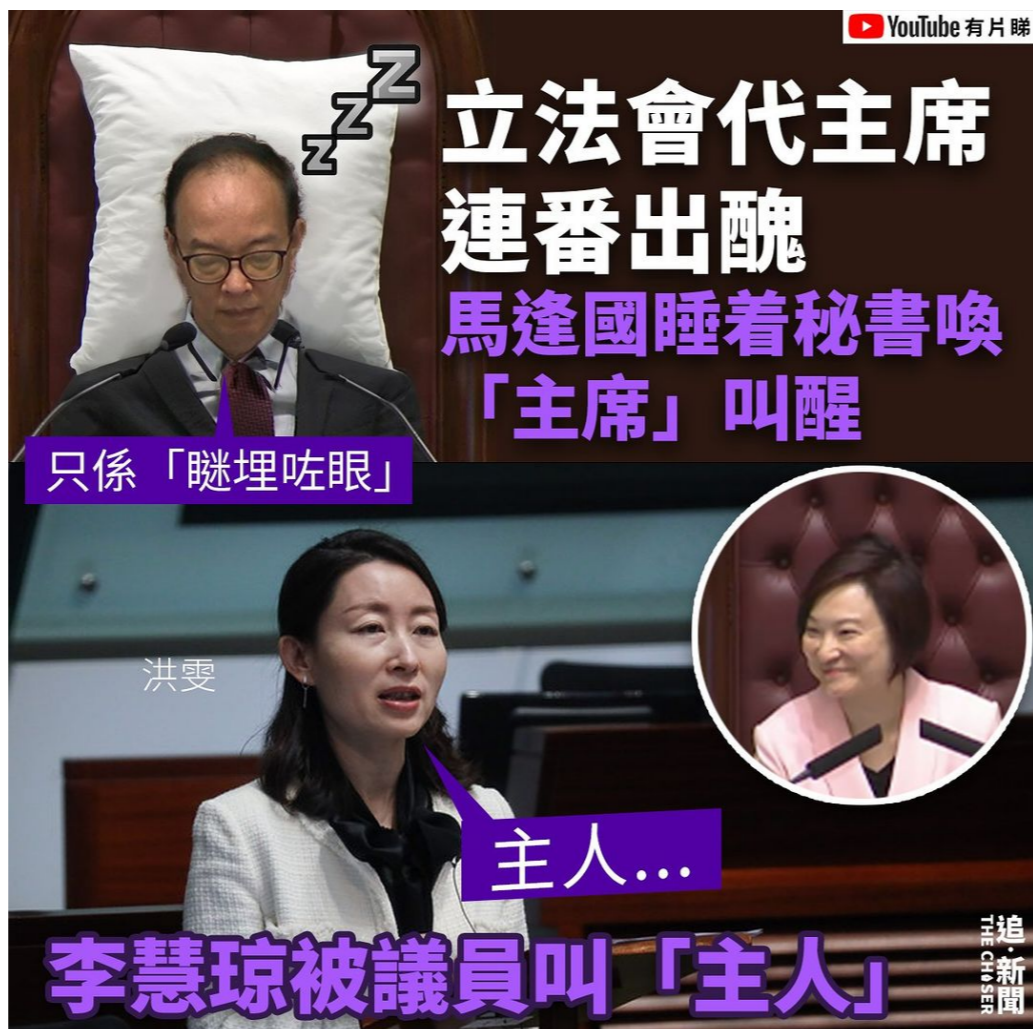 YouTube 有片睇
zZZ
立法會代主席
連番出醜
馬逢國睡着秘書喚
「主席」叫醒
只係「瞇埋咗眼」
洪雯
主人...
李慧琼被議員叫「主人」
追·新聞
THE CHASER